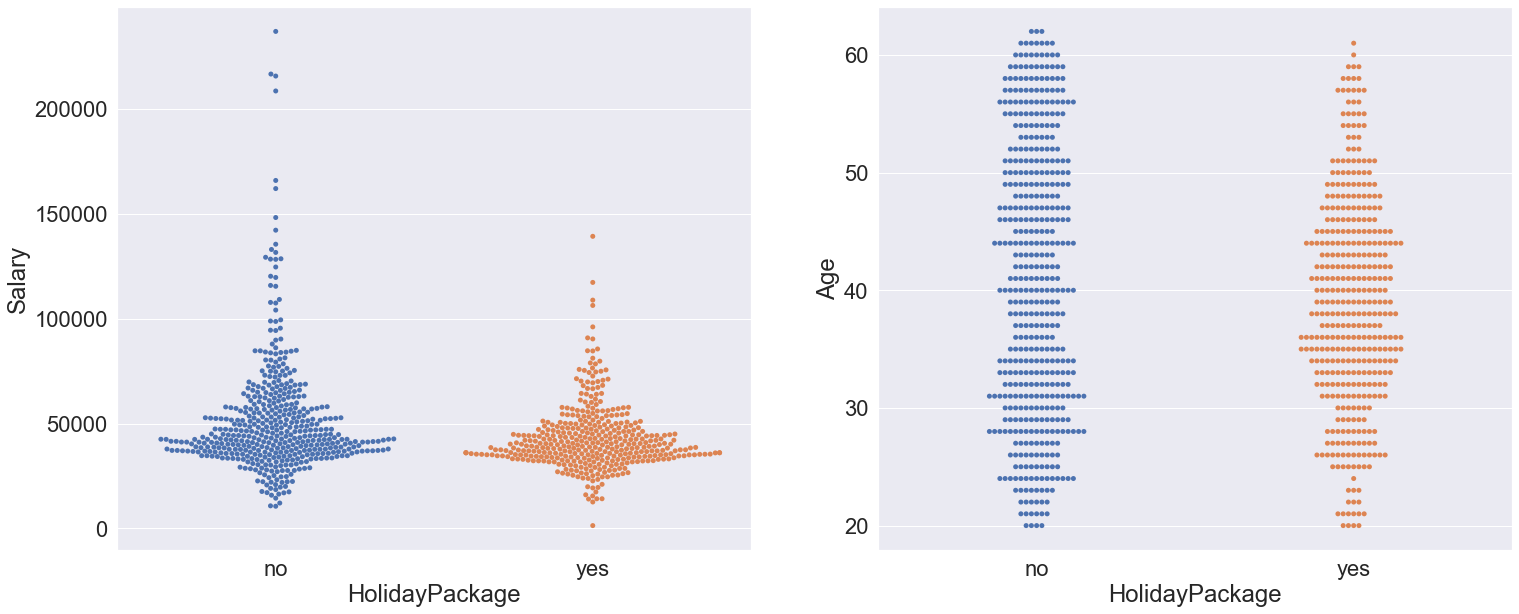 Salary
200000
150000
100000
50000
0
no
yes
HolidayPackage
Age
60
50
40
30
20
no
yes
HolidayPackage